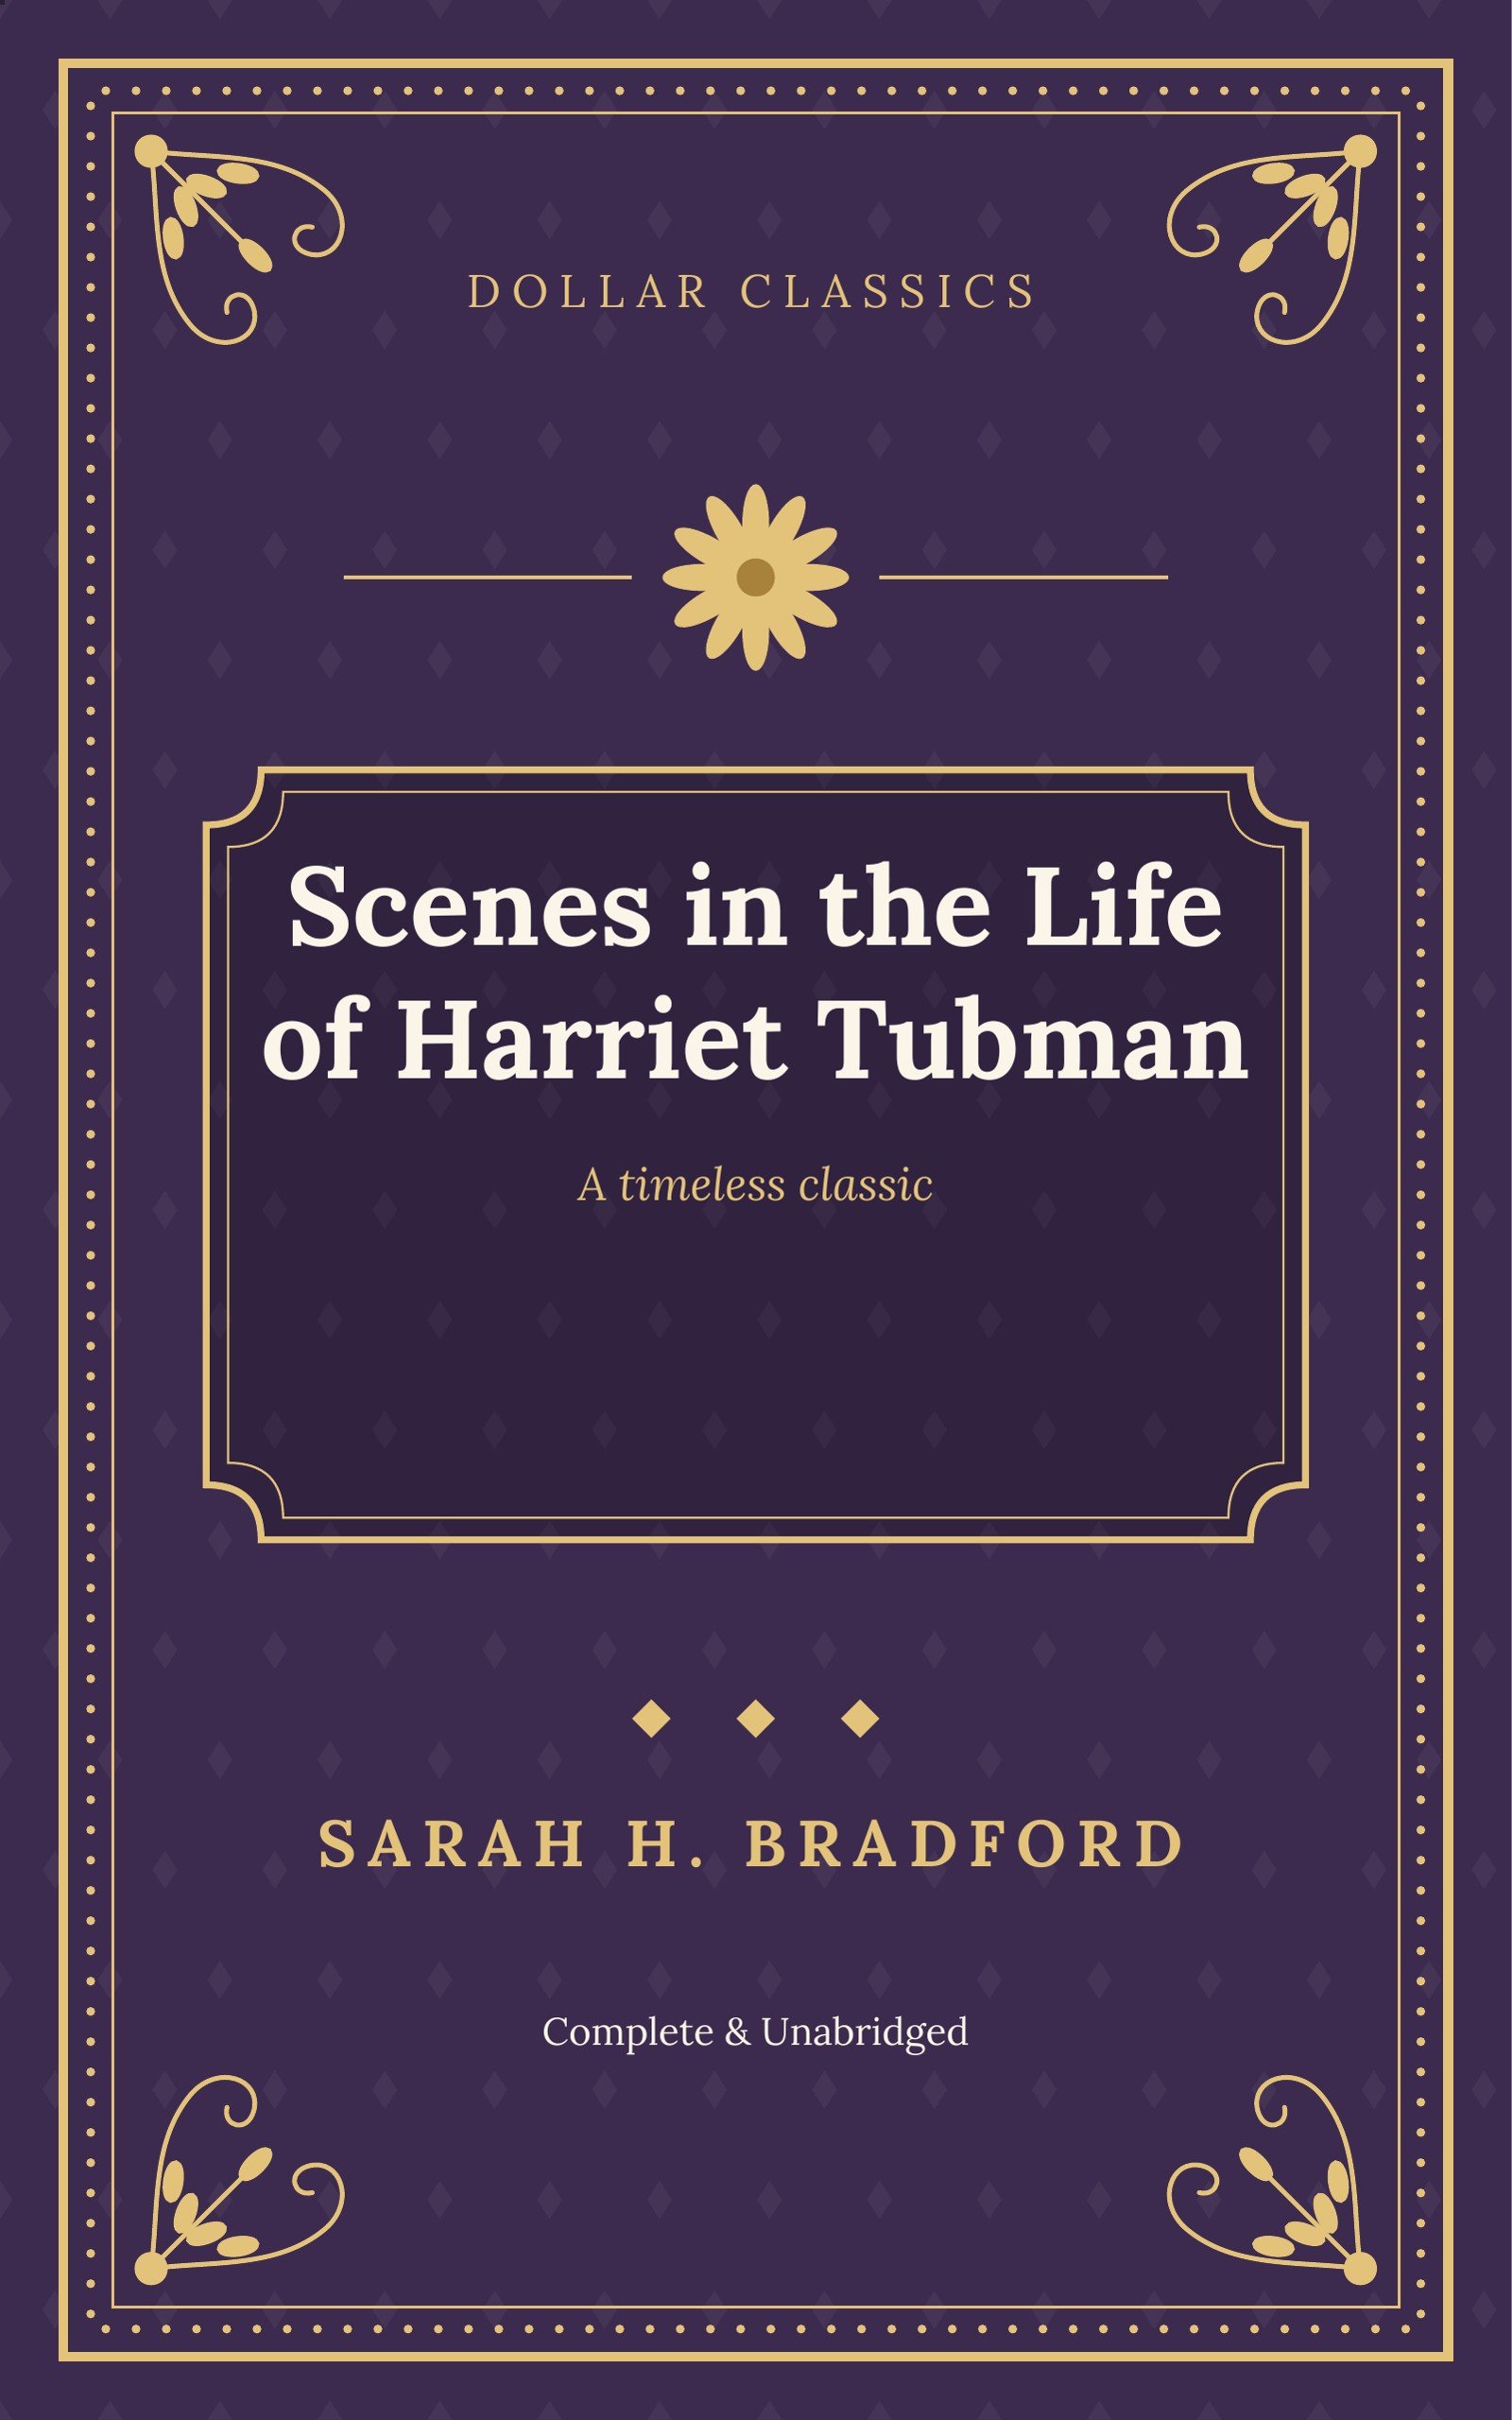 DOLLAR CLASSICS
Scenes in the Life
of Harriet Tubman
A timeless classic
SARAH H. BRADFORD
Complete & Unabridged